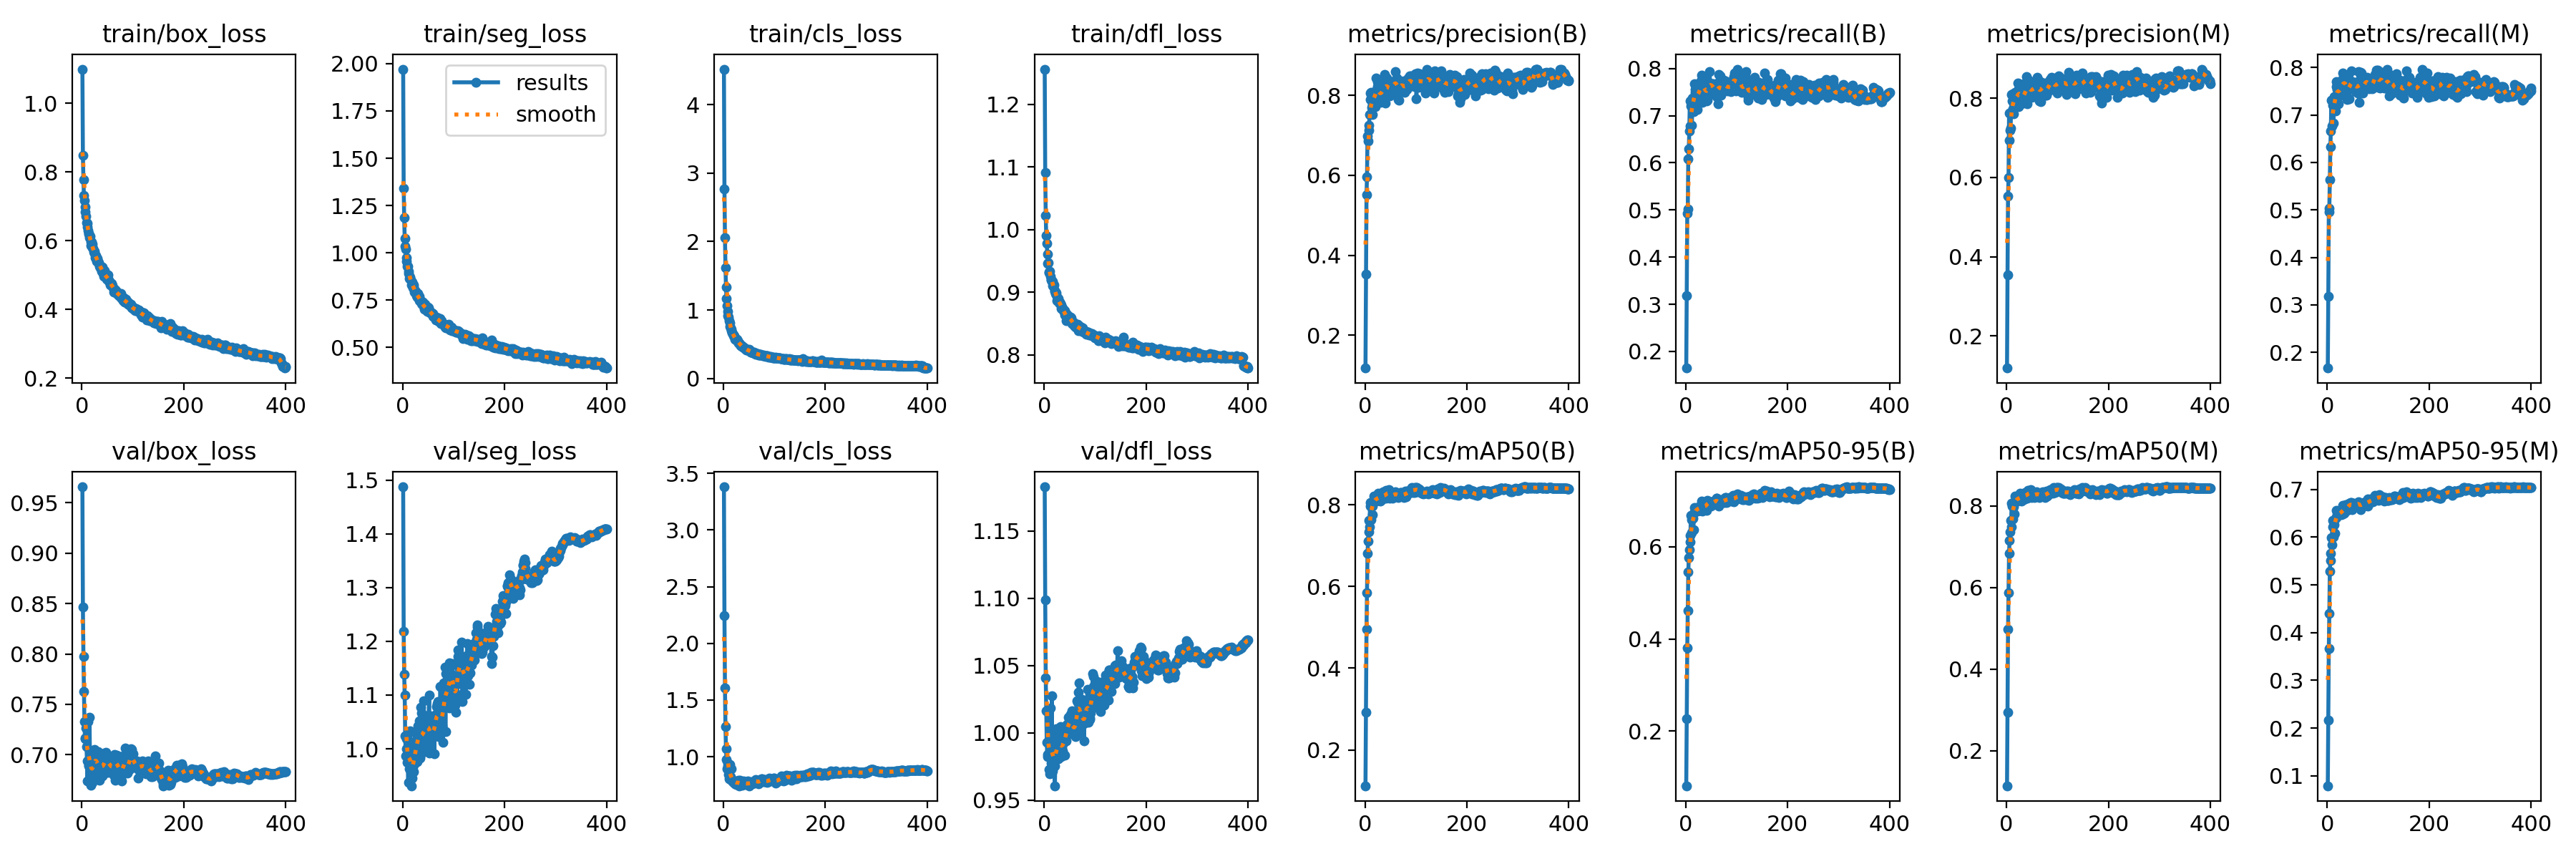 train/box_loss
train/seg_loss
train/cls_loss
train/dfl_loss
metrics/precision(B)
metrics/recall(B)
metrics/precision(M)
metrics/recall(M)
1.0
0.8
0.6
0.4
0.2
0 200 400
2.00
1.75
1.50
1.25
1.00
0.75
0.50
0 200 400
results
smooth
4
3
2
1
0
0 200 400
1.2
1.1
1.0
0.9
0.8
0 200 400
0.8
0.6
0.4
0.2
0 200 400
0.8
0.7
0.6
0.5
0.4
0.3
0.2
0 200 400
0.8
0.6
0.4
0.2
0 200 400
0.8
0.7
0.6
0.5
0.4
0.3
0.2
0 200 400
val/box_loss
val/seg_loss
val/cls_loss
val/dfl_loss
metrics/mAP50(B)
metrics/mAP50-95(B)
metrics/mAP50(M)
metrics/mAP50-95(M)
0.95
0.90
0.85
0.80
0.75
0.70
0 200 400
1.5
1.4
1.3
1.2
1.1
1.0
0 200 400
3.5
3.0
2.5
2.0
1.5
1.0
0 200 400
1.15
1.10
1.05
1.00
0.95
0 200 400
0.8
0.6
0.4
0.2
0 200 400
0.6
0.4
0.2
0 200 400
0.8
0.6
0.4
0.2
0 200 400
0.7
0.6
0.5
0.4
0.3
0.2
0.1
0 200 400